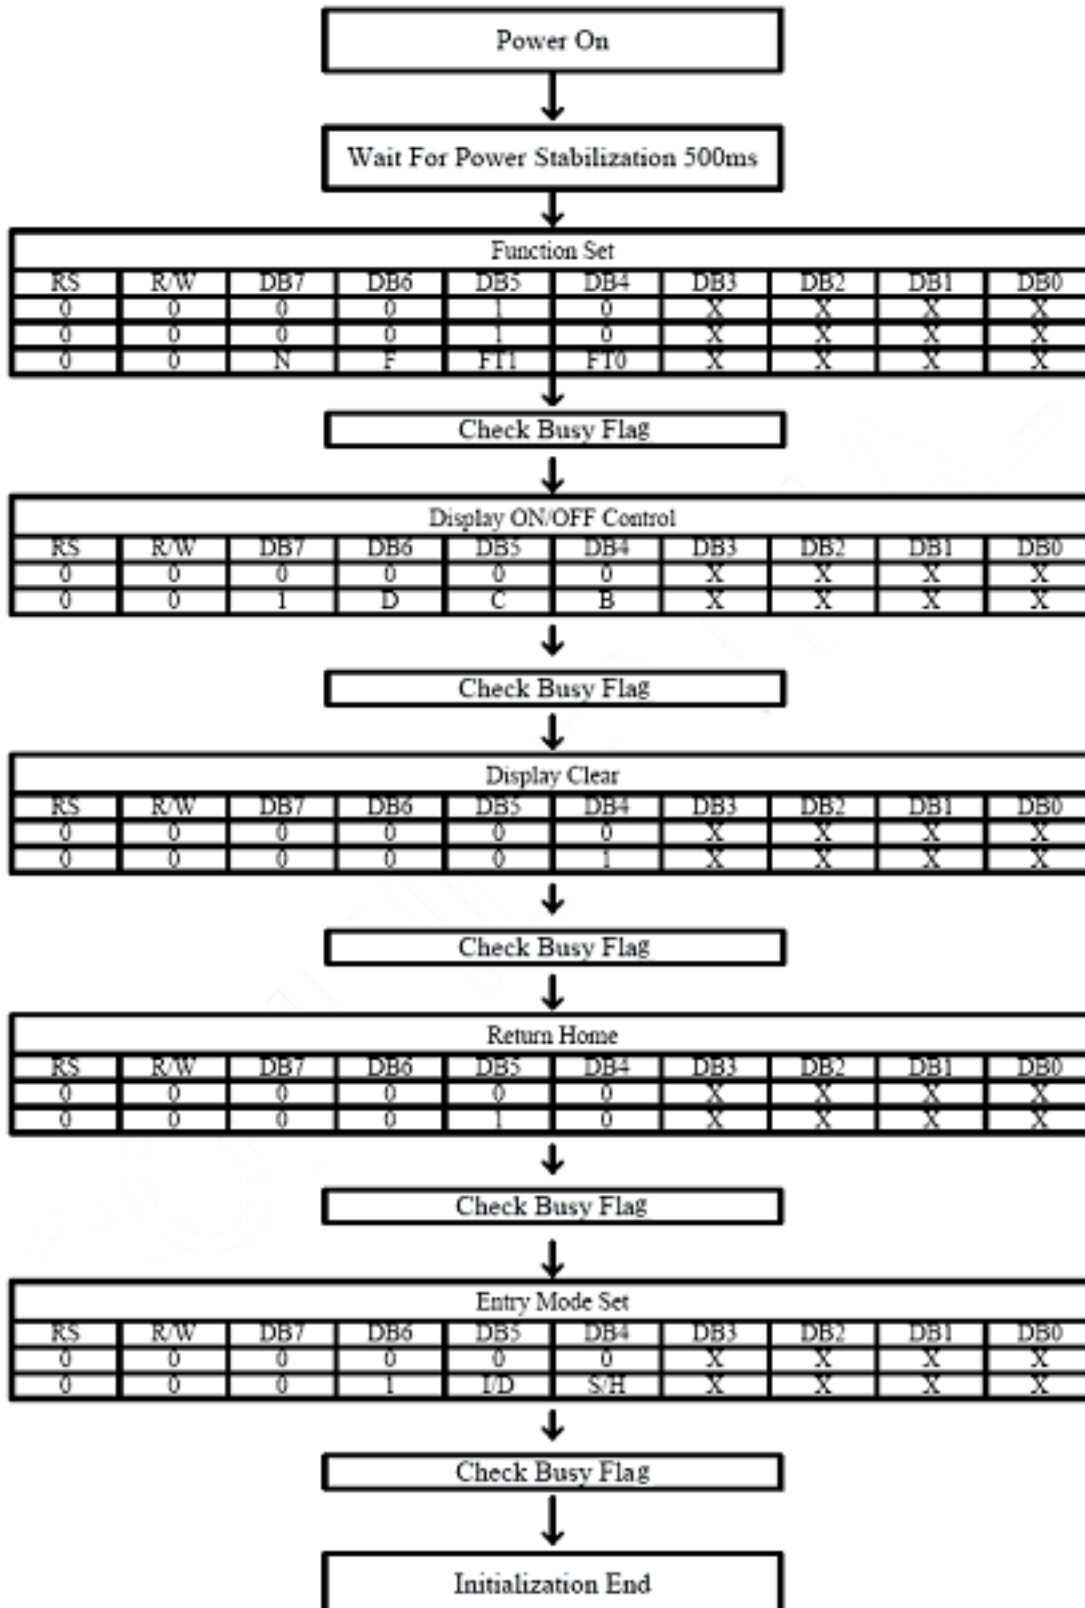 Power On
Wait For Power Stabilization 500ms
Function Set
RS R/W DB7 DB6 DB5 DB4 DB3 DB2 DB1 DB0
0 0 0 0 1 0 X X X X
0 0 0 0 1 0 X X X X
0 0 N F FT1 FT0 X X X X
Check Busy Flag
Display ON/OFF Control
RS R/W DB7 DB6 DB5 DB4 DB3 DB2 DB1 DB0
0 0 0 0 0 0 X X X X
0 0 1 D C B X X X X
Check Busy Flag
Display Clear
RS R/W DB7 DB6 DB5 DB4 DB3 DB2 DB1 DB0
0 0 0 0 0 0 X X X X
0 0 0 0 0 1 X X X X
Check Busy Flag
Return Home
RS R/W DB7 DB6 DB5 DB4 DB3 DB2 DB1 DB0
0 0 0 0 0 0 X X X X
0 0 0 0 1 0 X X X X
Check Busy Flag
Entry Mode Set
RS R/W DB7 DB6 DB5 DB4 DB3 DB2 DB1 DB0
0 0 0 0 0 0 X X X X
0 0 0 1 I/D S/H X X X X
Check Busy Flag
Initialization End